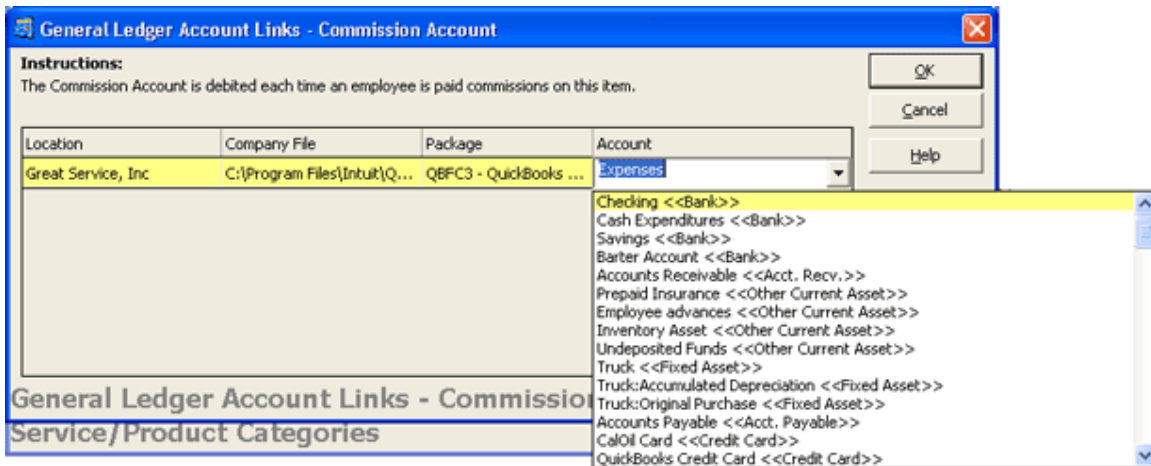 General Ledger Account Links - Commission Account
Instructions:
The Commission Account is debited each time an employee is paid commissions on this item.
OK
Cancel
Help
Location Company File Package Account
Great Service, Inc C:\Program Files\Intuit\Q... QBFC3 - QuickBooks ... Expenses
Checking <<Bank>>
Cash Expenditures <<Bank>>
Savings <<Bank>>
Barter Account <<Bank>>
Accounts Receivable <<Acct. Recv.>>
Prepaid Insurance <<Other Current Asset>>
Employee advances <<Other Current Asset>>
Inventory Asset <<Other Current Asset>>
Undeposited Funds <<Other Current Asset>>
Truck <<Fixed Asset>>
Truck:Accumulated Depreciation <<Fixed Asset>>
Truck:Original Purchase <<Fixed Asset>>
Accounts Payable <<Acct. Payable>>
CalOil Card <<Credit Card>>
QuickBooks Credit Card <<Credit Card>>
General Ledger Account Links - Commissio
Service/Product Categories